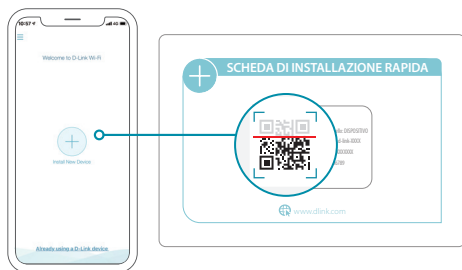 10:57
4G
Welcome to D-Link Wi-Fi
Install New Device
Already using a D-Link device
SCHEDA DI INSTALLAZIONE RAPIDA
DISPOSITIVO
www.dlink.com